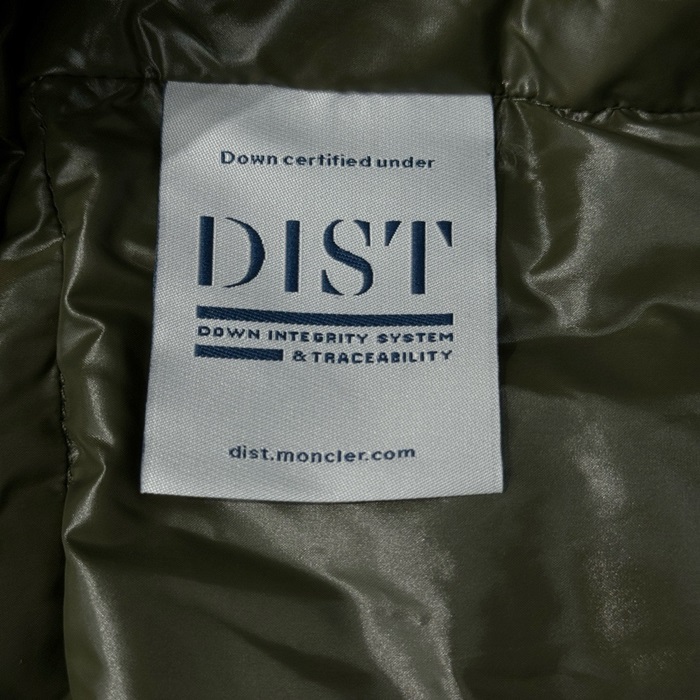 Down certified under
DIST
DOWN INTEGRITY SYSTEM
& TRACEABILITY
dist.moncler.com